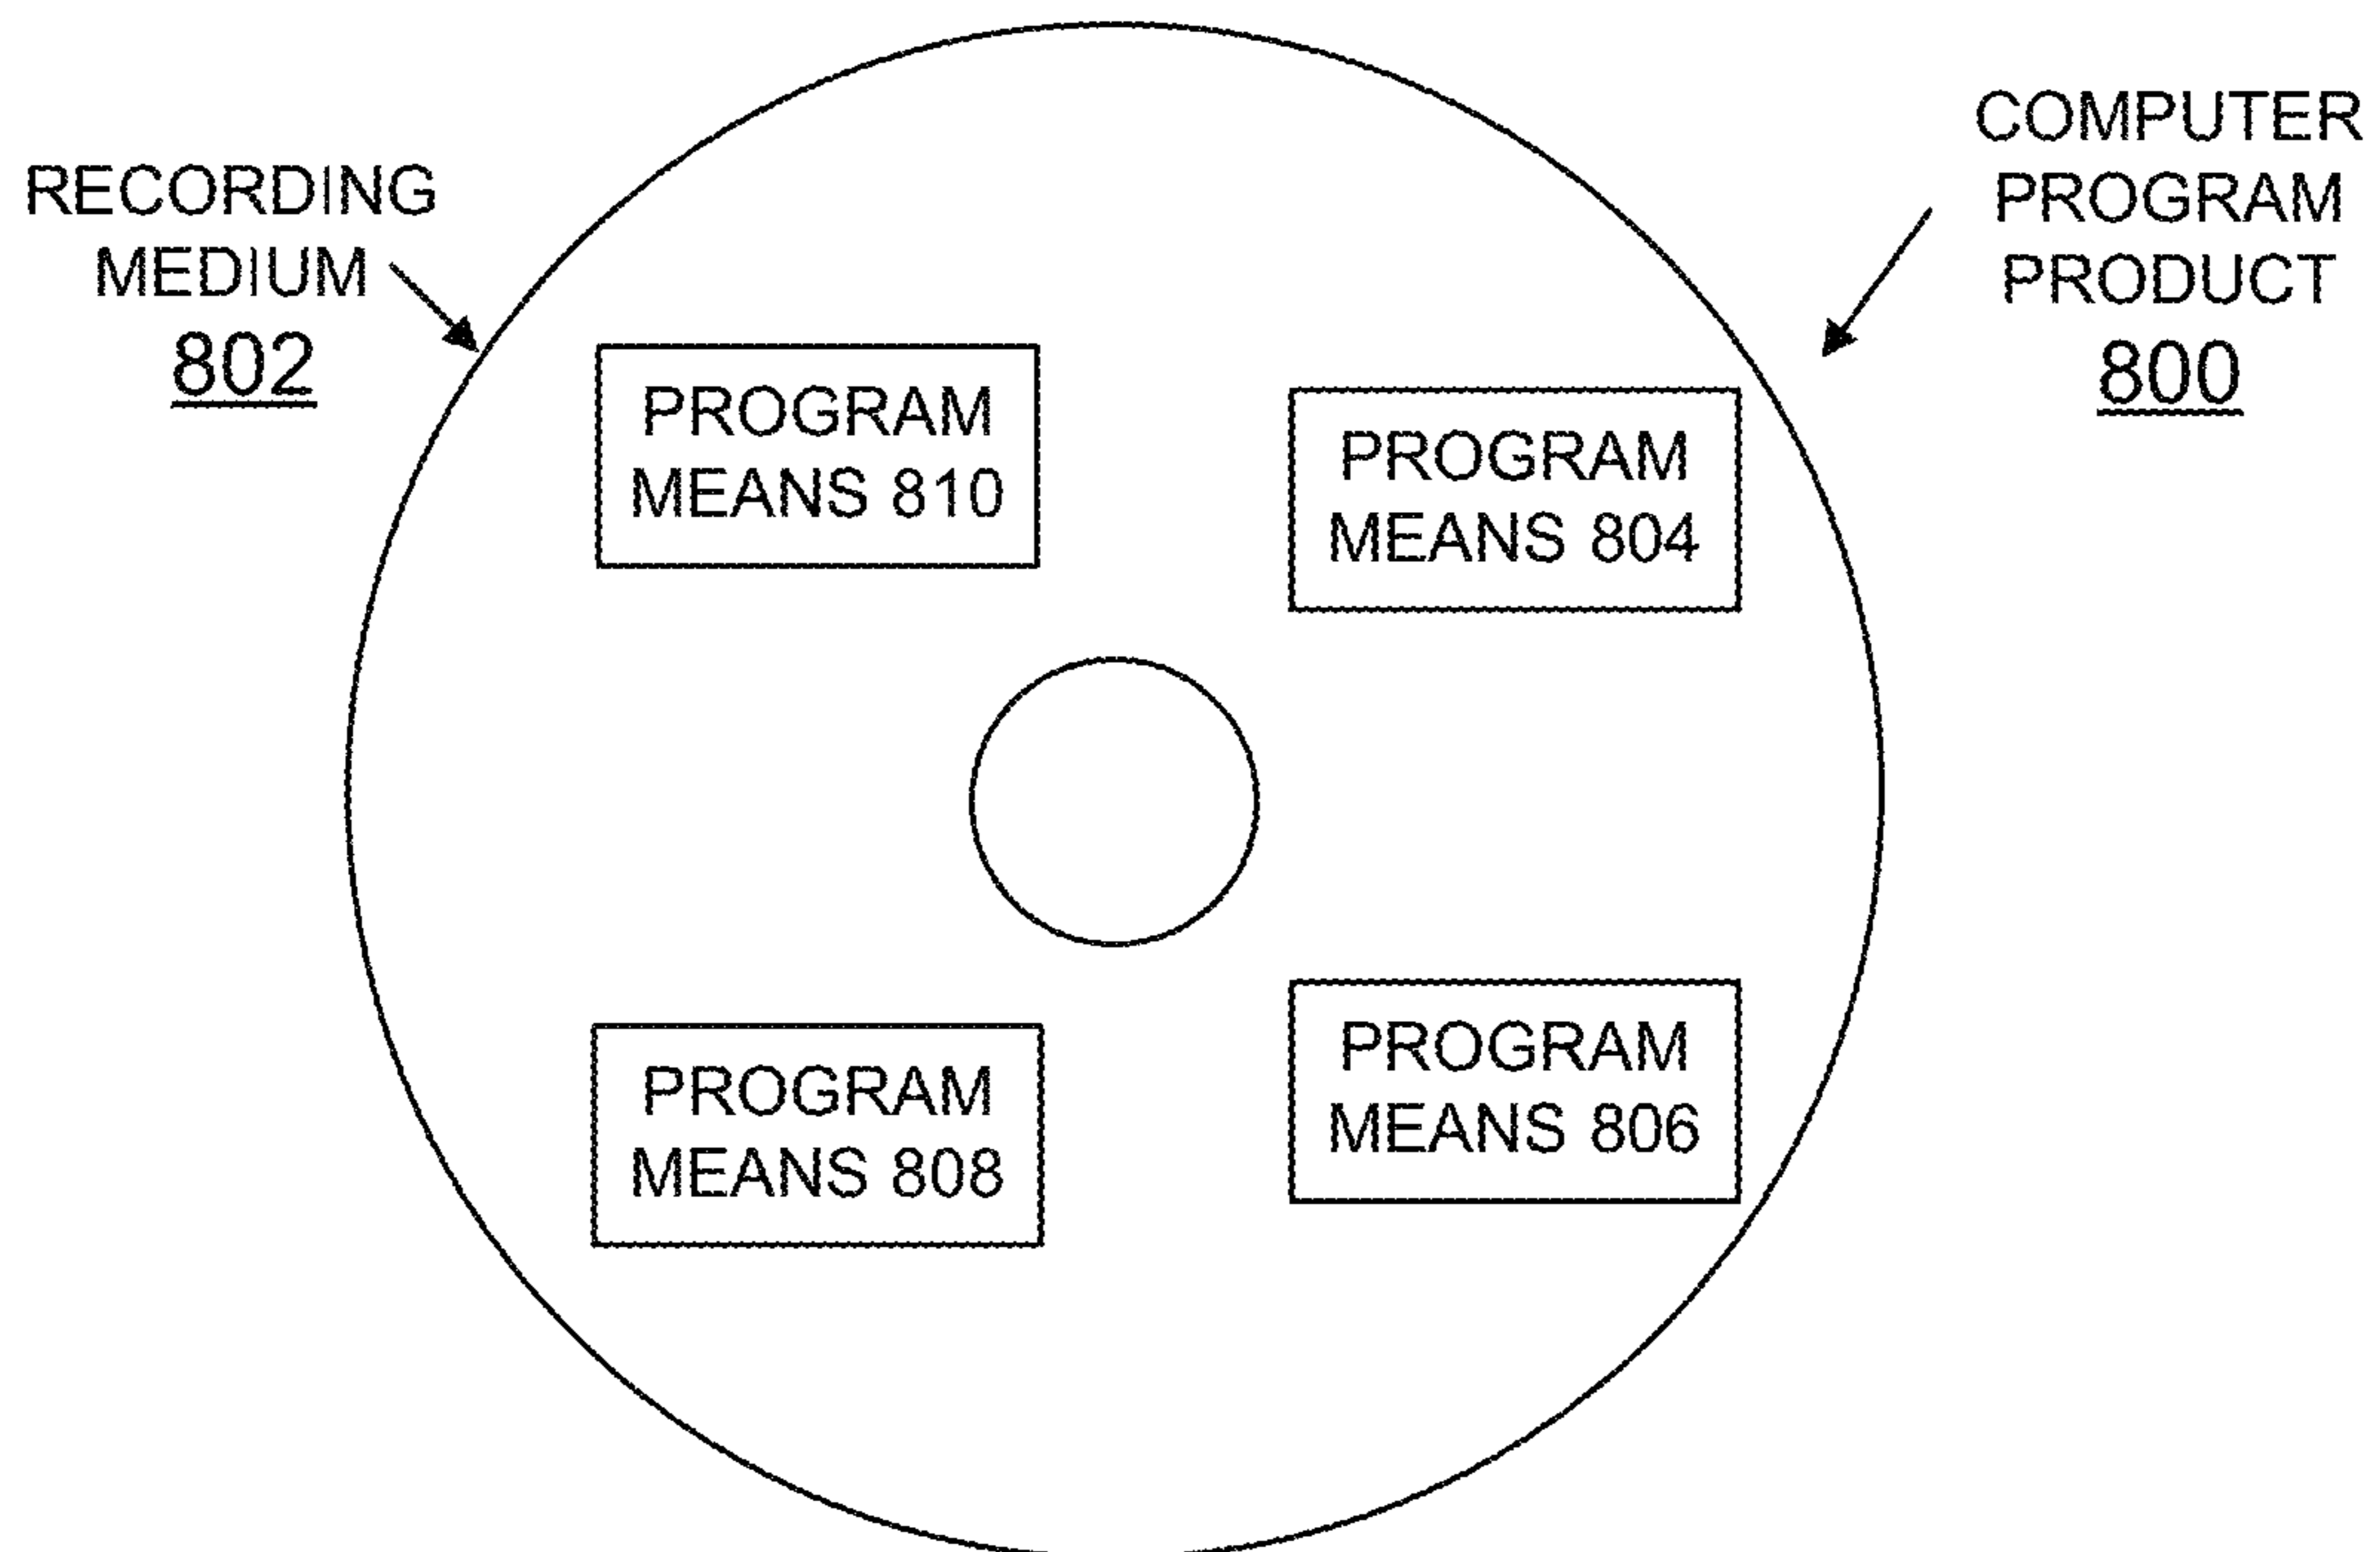 RECORDING
MEDIUM
802
COMPUTER
PROGRAM
PRODUCT
800
PROGRAM
MEANS 810
PROGRAM
MEANS 804
PROGRAM
MEANS 808
PROGRAM
MEANS 806